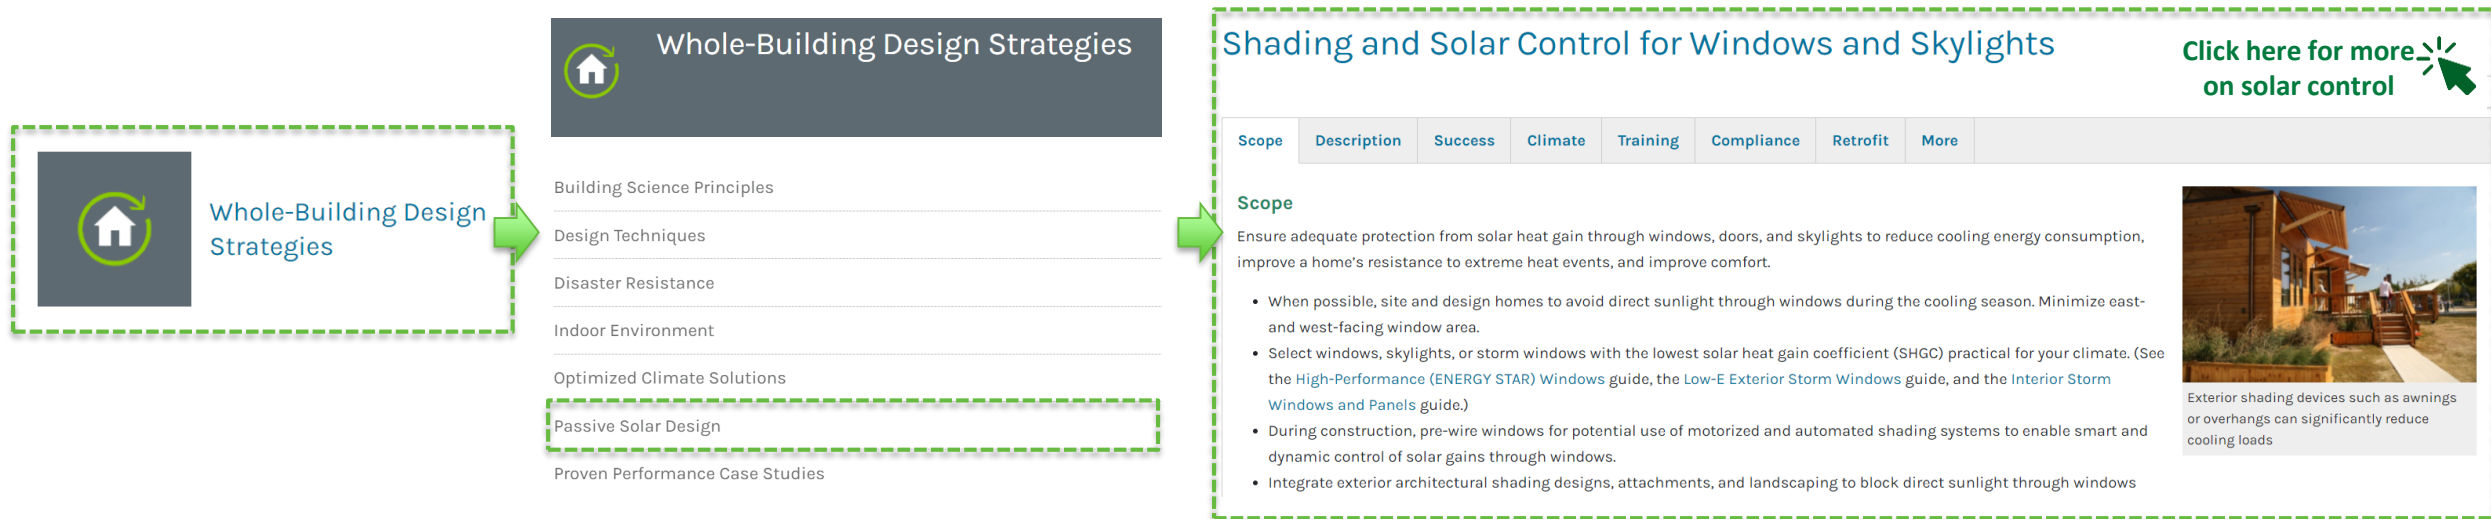 Whole-Building Design
Strategies
Whole-Building Design Strategies
Building Science Principles
Design Techniques
Disaster Resistance
Indoor Environment
Optimized Climate Solutions
Passive Solar Design
Proven Performance Case Studies
Shading and Solar Control for Windows and Skylights
Click here for more
on solar control
Scope Description Success Climate Training Compliance Retrofit More
Scope
Ensure adequate protection from solar heat gain through windows, doors, and skylights to reduce cooling energy consumption,
improve a home's resistance to extreme heat events, and improve comfort.
• When possible, site and design homes to avoid direct sunlight through windows during the cooling season. Minimize east-
and west-facing window area.
• Select windows, skylights, or storm windows with the lowest solar heat gain coefficient (SHGC) practical for your climate. (See
the High-Performance (ENERGY STAR) Windows guide, the Low-E Exterior Storm Windows guide, and the Interior Storm
Windows and Panels guide.)
• During construction, pre-wire windows for potential use of motorized and automated shading systems to enable smart and
dynamic control of solar gains through windows.
• Integrate exterior architectural shading designs, attachments, and landscaping to block direct sunlight through windows
Exterior shading devices such as awnings
or overhangs can significantly reduce
cooling loads